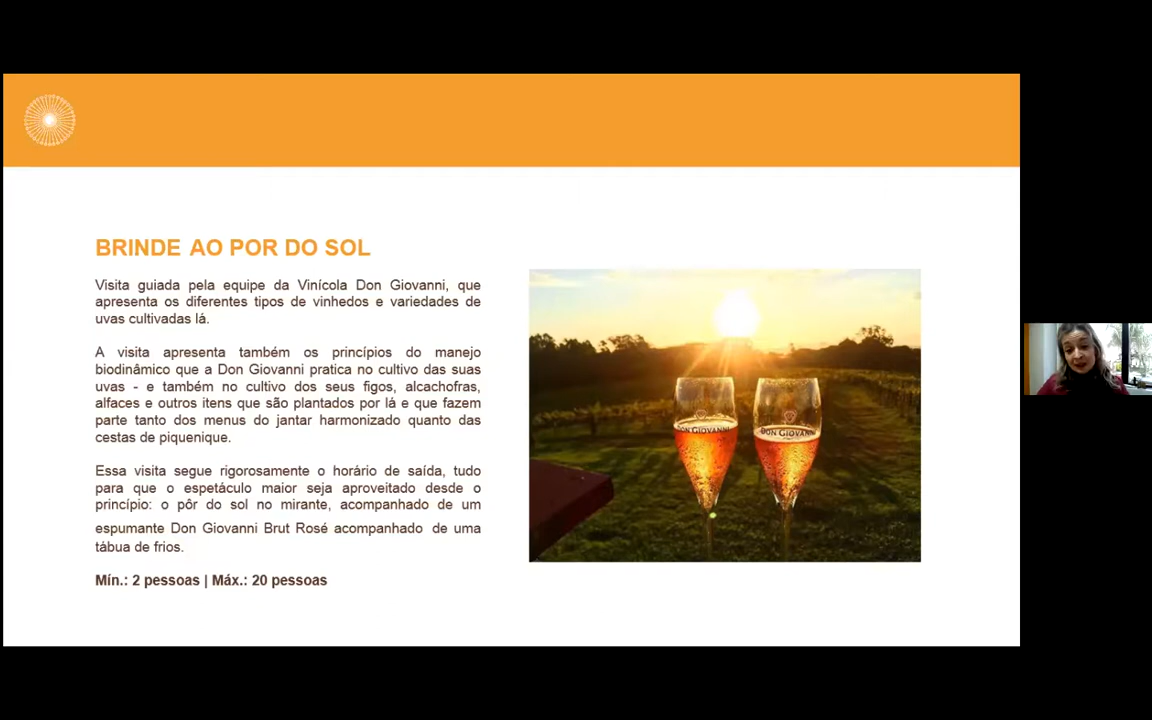 BRINDE AO POR DO SOL
Visita guiada pela equipe da Vinícola Don Giovanni, que
apresenta os diferentes tipos de vinhedos e variedades de
uvas cultivadas lá.
A visita apresenta também os princípios do manejo
biodinâmico que a Don Giovanni pratica no cultivo das suas
uvas - e também no cultivo dos seus figos, alcachofras,
alfaces e outros itens que são plantados por lá e que fazem
parte tanto dos menus do jantar harmonizado quanto das
cestas de piquenique.
Essa visita segue rigorosamente o horário de saída, tudo
para que o espetáculo maior seja aproveitado desde o
princípio: o pôr do sol no mirante, acompanhado de um
espumante Don Giovanni Brut Rosé acompanhado de uma
tábua de frios.
Mín.: 2 pessoas | Máx.: 20 pessoas
DON GIOVANNI
DON GIOVANNI